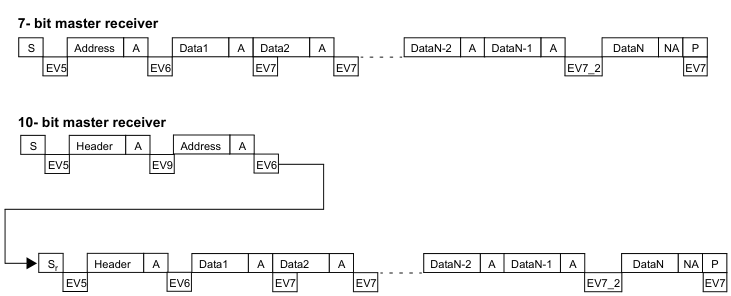 7- bit master receiver
S Address A Data1 A Data2 A DataN-2 A DataN-1 A DataN NA P
EV5 EV6 EV7 EV7 EV7_2 EV7
10- bit master receiver
S Header A Address A
EV5 EV9 EV6
Sr Header A Data1 A Data2 A DataN-2 A DataN-1 A DataN NA P
EV5 EV6 EV7 EV7 EV7_2 EV7